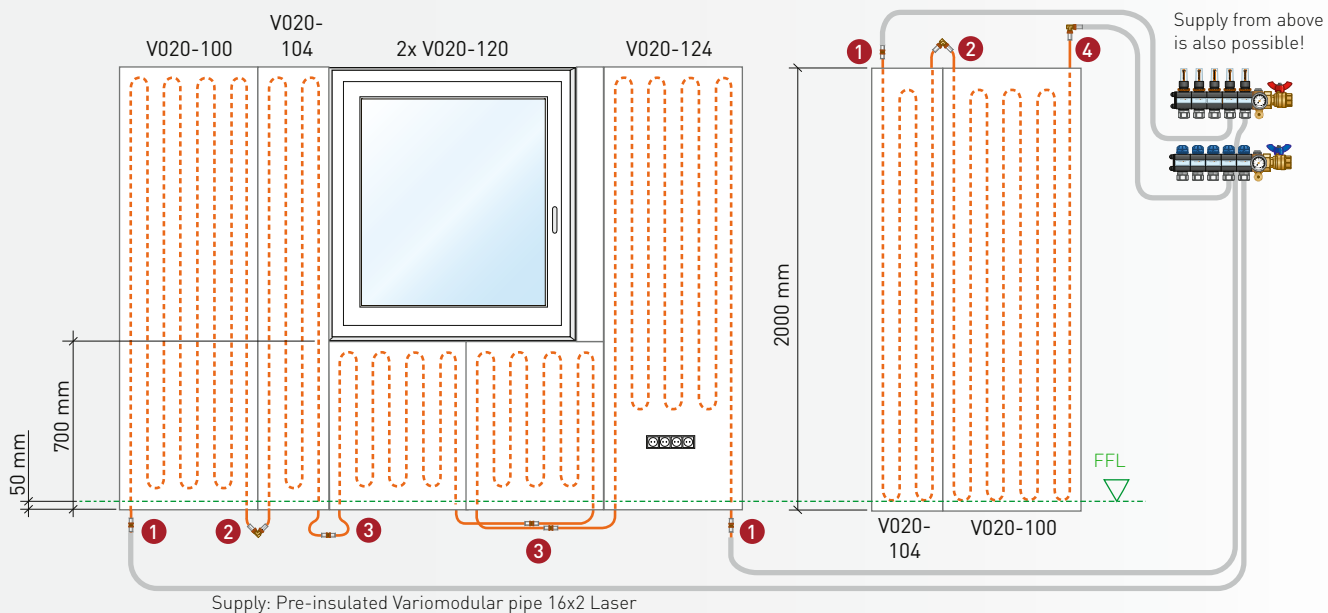 V020-100
V020-
104
2x V020-120
V020-124
Supply from above
is also possible!
1
2
4
2000 mm
700 mm
50 mm
FFL
1
2
3
3
1
V020-
104
V020-100
Supply: Pre-insulated Variomodular pipe 16x2 Laser